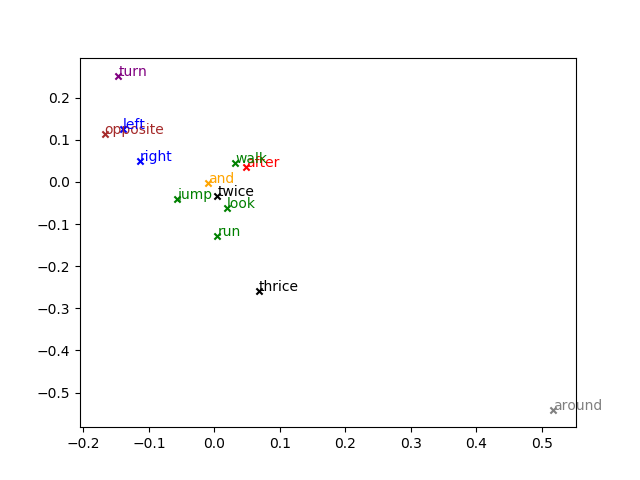 turn
left
opposite
right
walk
after
and
twice
jump
look
run
thrice
around
0.2
0.1
0.0
−0.1
−0.2
−0.3
−0.4
−0.5
−0.2
−0.1
0.0
0.1
0.2
0.3
0.4
0.5